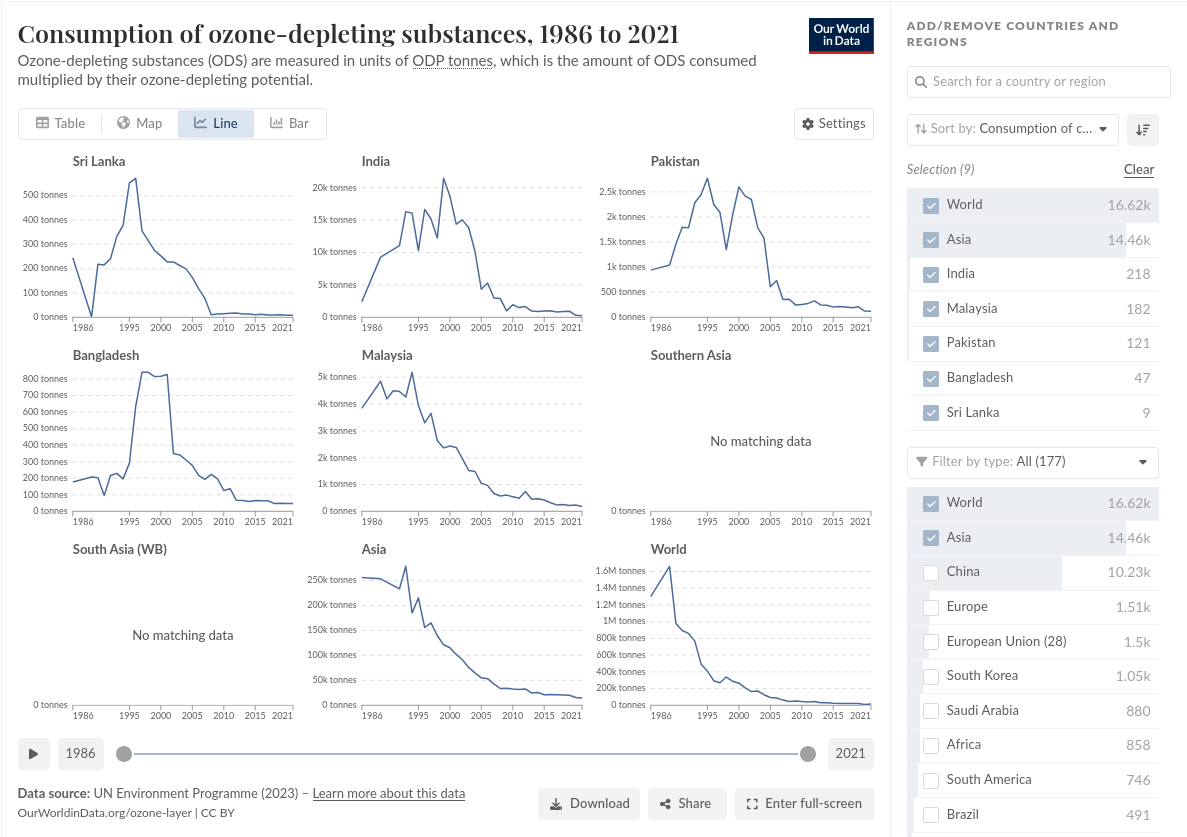 Consumption of ozone-depleting substances, 1986 to 2021
Ozone-depleting substances (ODS) are measured in units of ODP tonnes, which is the amount of ODS consumed
multiplied by their ozone-depleting potential.
Our World
in Data
Table
Map
Line
Bar
Settings
Sri Lanka
500 tonnes
400 tonnes
300 tonnes
200 tonnes
100 tonnes
0 tonnes
1986 1995 2000 2005 2010 2015 2021
India
20k tonnes
15k tonnes
10k tonnes
5k tonnes
0 tonnes
1986 1995 2000 2005 2010 2015 2021
Pakistan
2.5k tonnes
2k tonnes
1.5k tonnes
1k tonnes
500 tonnes
0 tonnes
1986 1995 2000 2005 2010 2015 2021
Bangladesh
800 tonnes
700 tonnes
600 tonnes
500 tonnes
400 tonnes
300 tonnes
200 tonnes
100 tonnes
0 tonnes
1986 1995 2000 2005 2010 2015 2021
Malaysia
5k tonnes
4k tonnes
3k tonnes
2k tonnes
1k tonnes
0 tonnes
1986 1995 2000 2005 2010 2015 2021
Southern Asia
No matching data
0 tonnes
1986 1995 2000 2005 2010 2015 2021
South Asia (WB)
No matching data
0 tonnes
1986 1995 2000 2005 2010 2015 2021
Asia
250k tonnes
200k tonnes
150k tonnes
100k tonnes
50k tonnes
0 tonnes
1986 1995 2000 2005 2010 2015 2021
World
1.6M tonnes
1.4M tonnes
1.2M tonnes
1M tonnes
800k tonnes
600k tonnes
400k tonnes
200k tonnes
0 tonnes
1986 1995 2000 2005 2010 2015 2021
1986
2021
Data source: UN Environment Programme (2023) – Learn more about this data
OurWorldinData.org/ozone-layer | CC BY
Download
Share
Enter full-screen
ADD/REMOVE COUNTRIES AND
REGIONS
Search for a country or region
Sort by: Consumption of c...
Selection (9)
Clear
World 16.62k
Asia 14.46k
India 218
Malaysia 182
Pakistan 121
Bangladesh 47
Sri Lanka 9
Filter by type: All (177)
World 16.62k
Asia 14.46k
China 10.23k
Europe 1.51k
European Union (28) 1.5k
South Korea 1.05k
Saudi Arabia 880
Africa 858
South America 746
Brazil 491